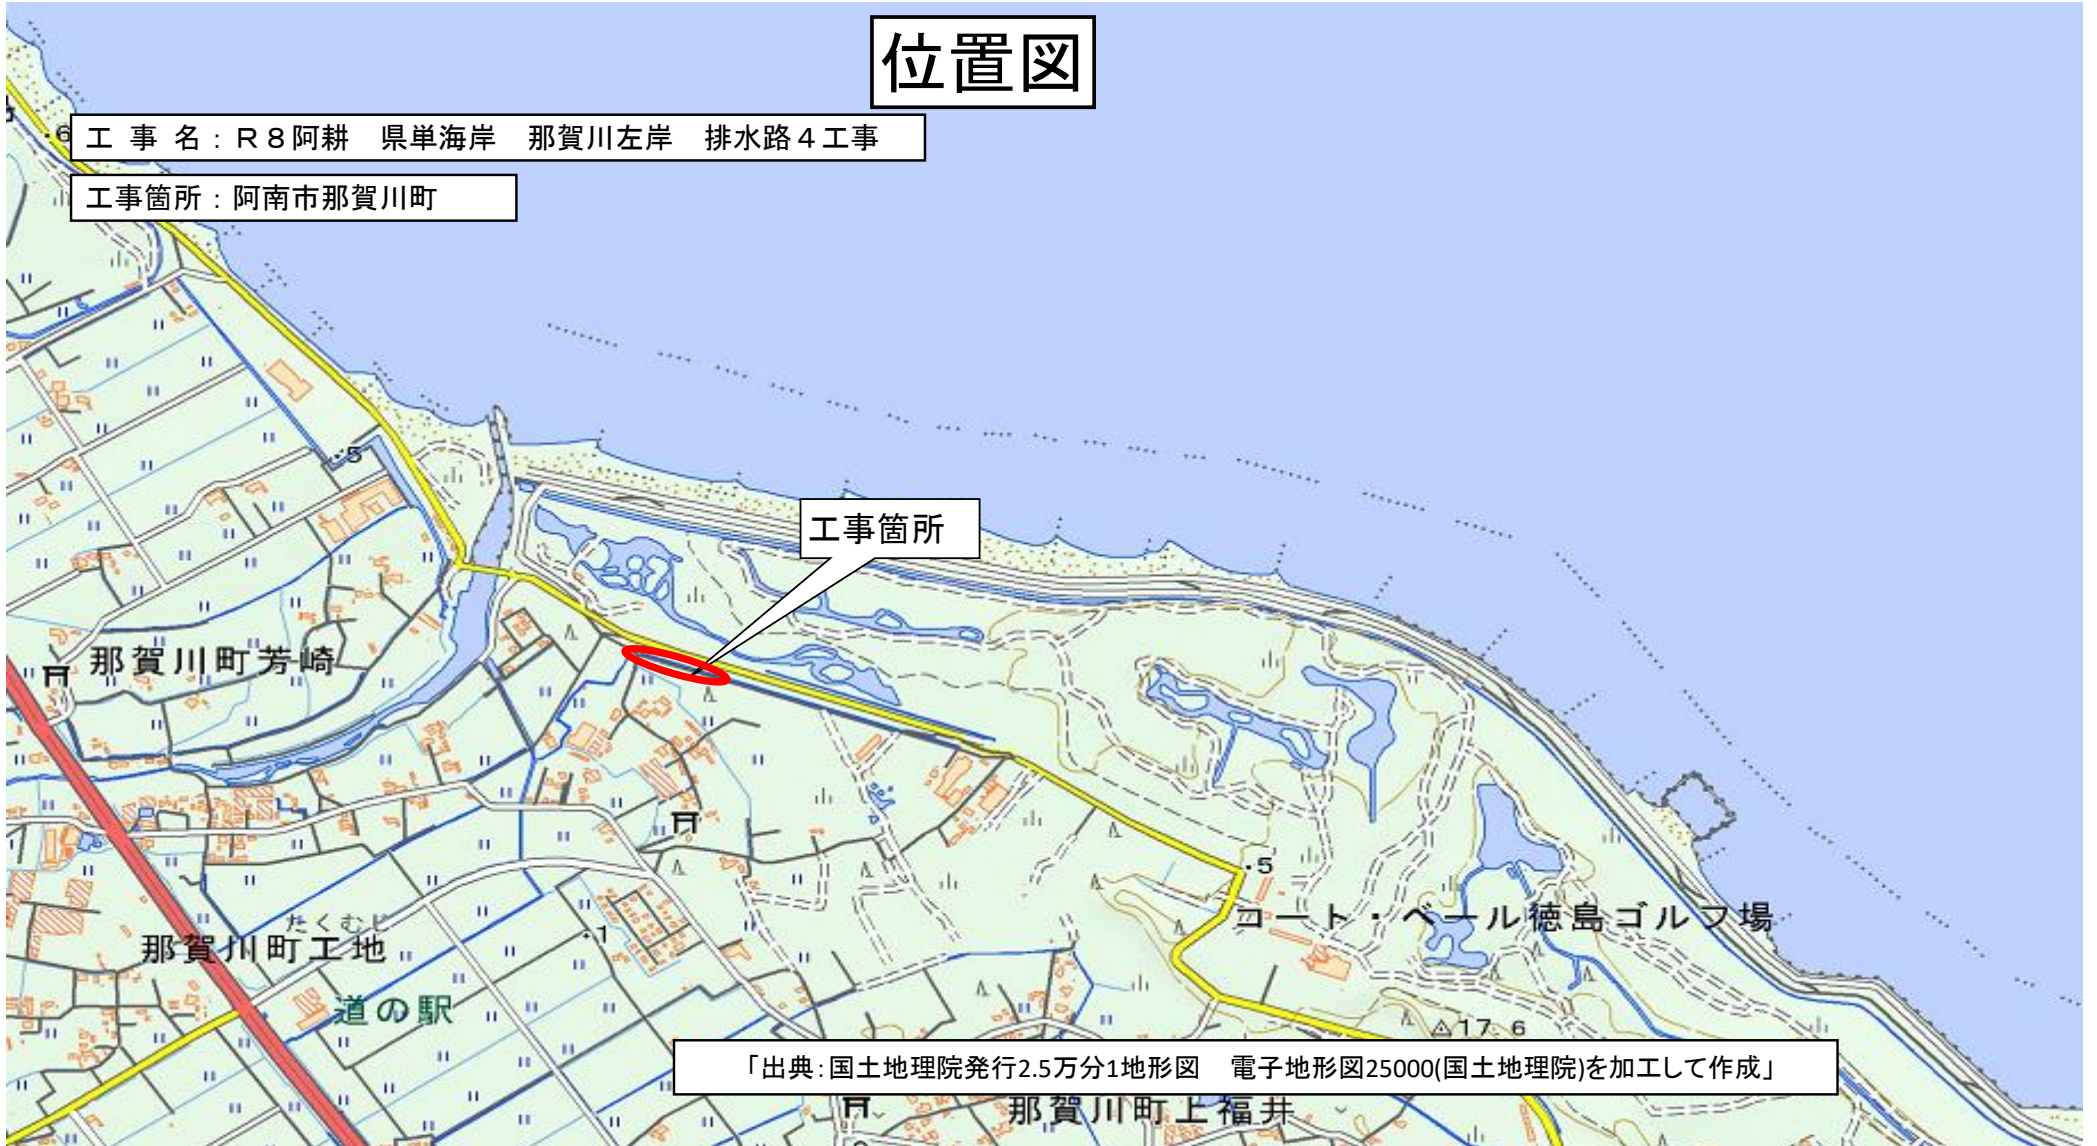 位置図
・6
工 事 名：Ｒ８阿耕　県単海岸　那賀川左岸　排水路４工事
工事箇所：阿南市那賀川町
・5
工事箇所
那賀川町芳崎
・5
コート・ベール徳島ゴルフ場
たくむじ
那賀川町工地
・1
道の駅
17.6
「出典：国土地理院発行2.5万分1地形図　電子地形図25000(国土地理院)を加工して作成」
那賀川町上福井